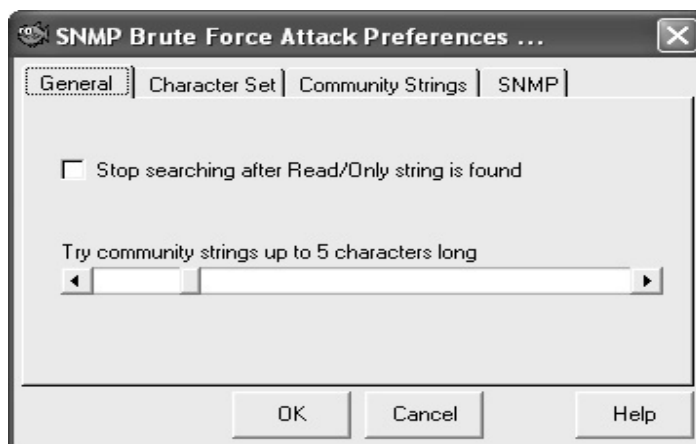 SNMP Brute Force Attack Preferences ...
General Character Set Community Strings SNMP
Stop searching after Read/Only string is found
Try community strings up to 5 characters long
OK Cancel Help